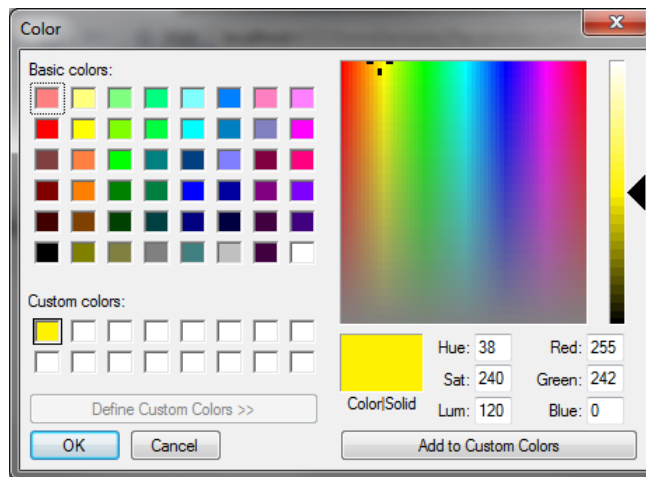 Color
Basic colors:
Custom colors:
Define Custom Colors >>
OK Cancel
Color|Solid
Hue: 38 Red: 255
Sat: 240 Green: 242
Lum: 120 Blue: 0
Add to Custom Colors